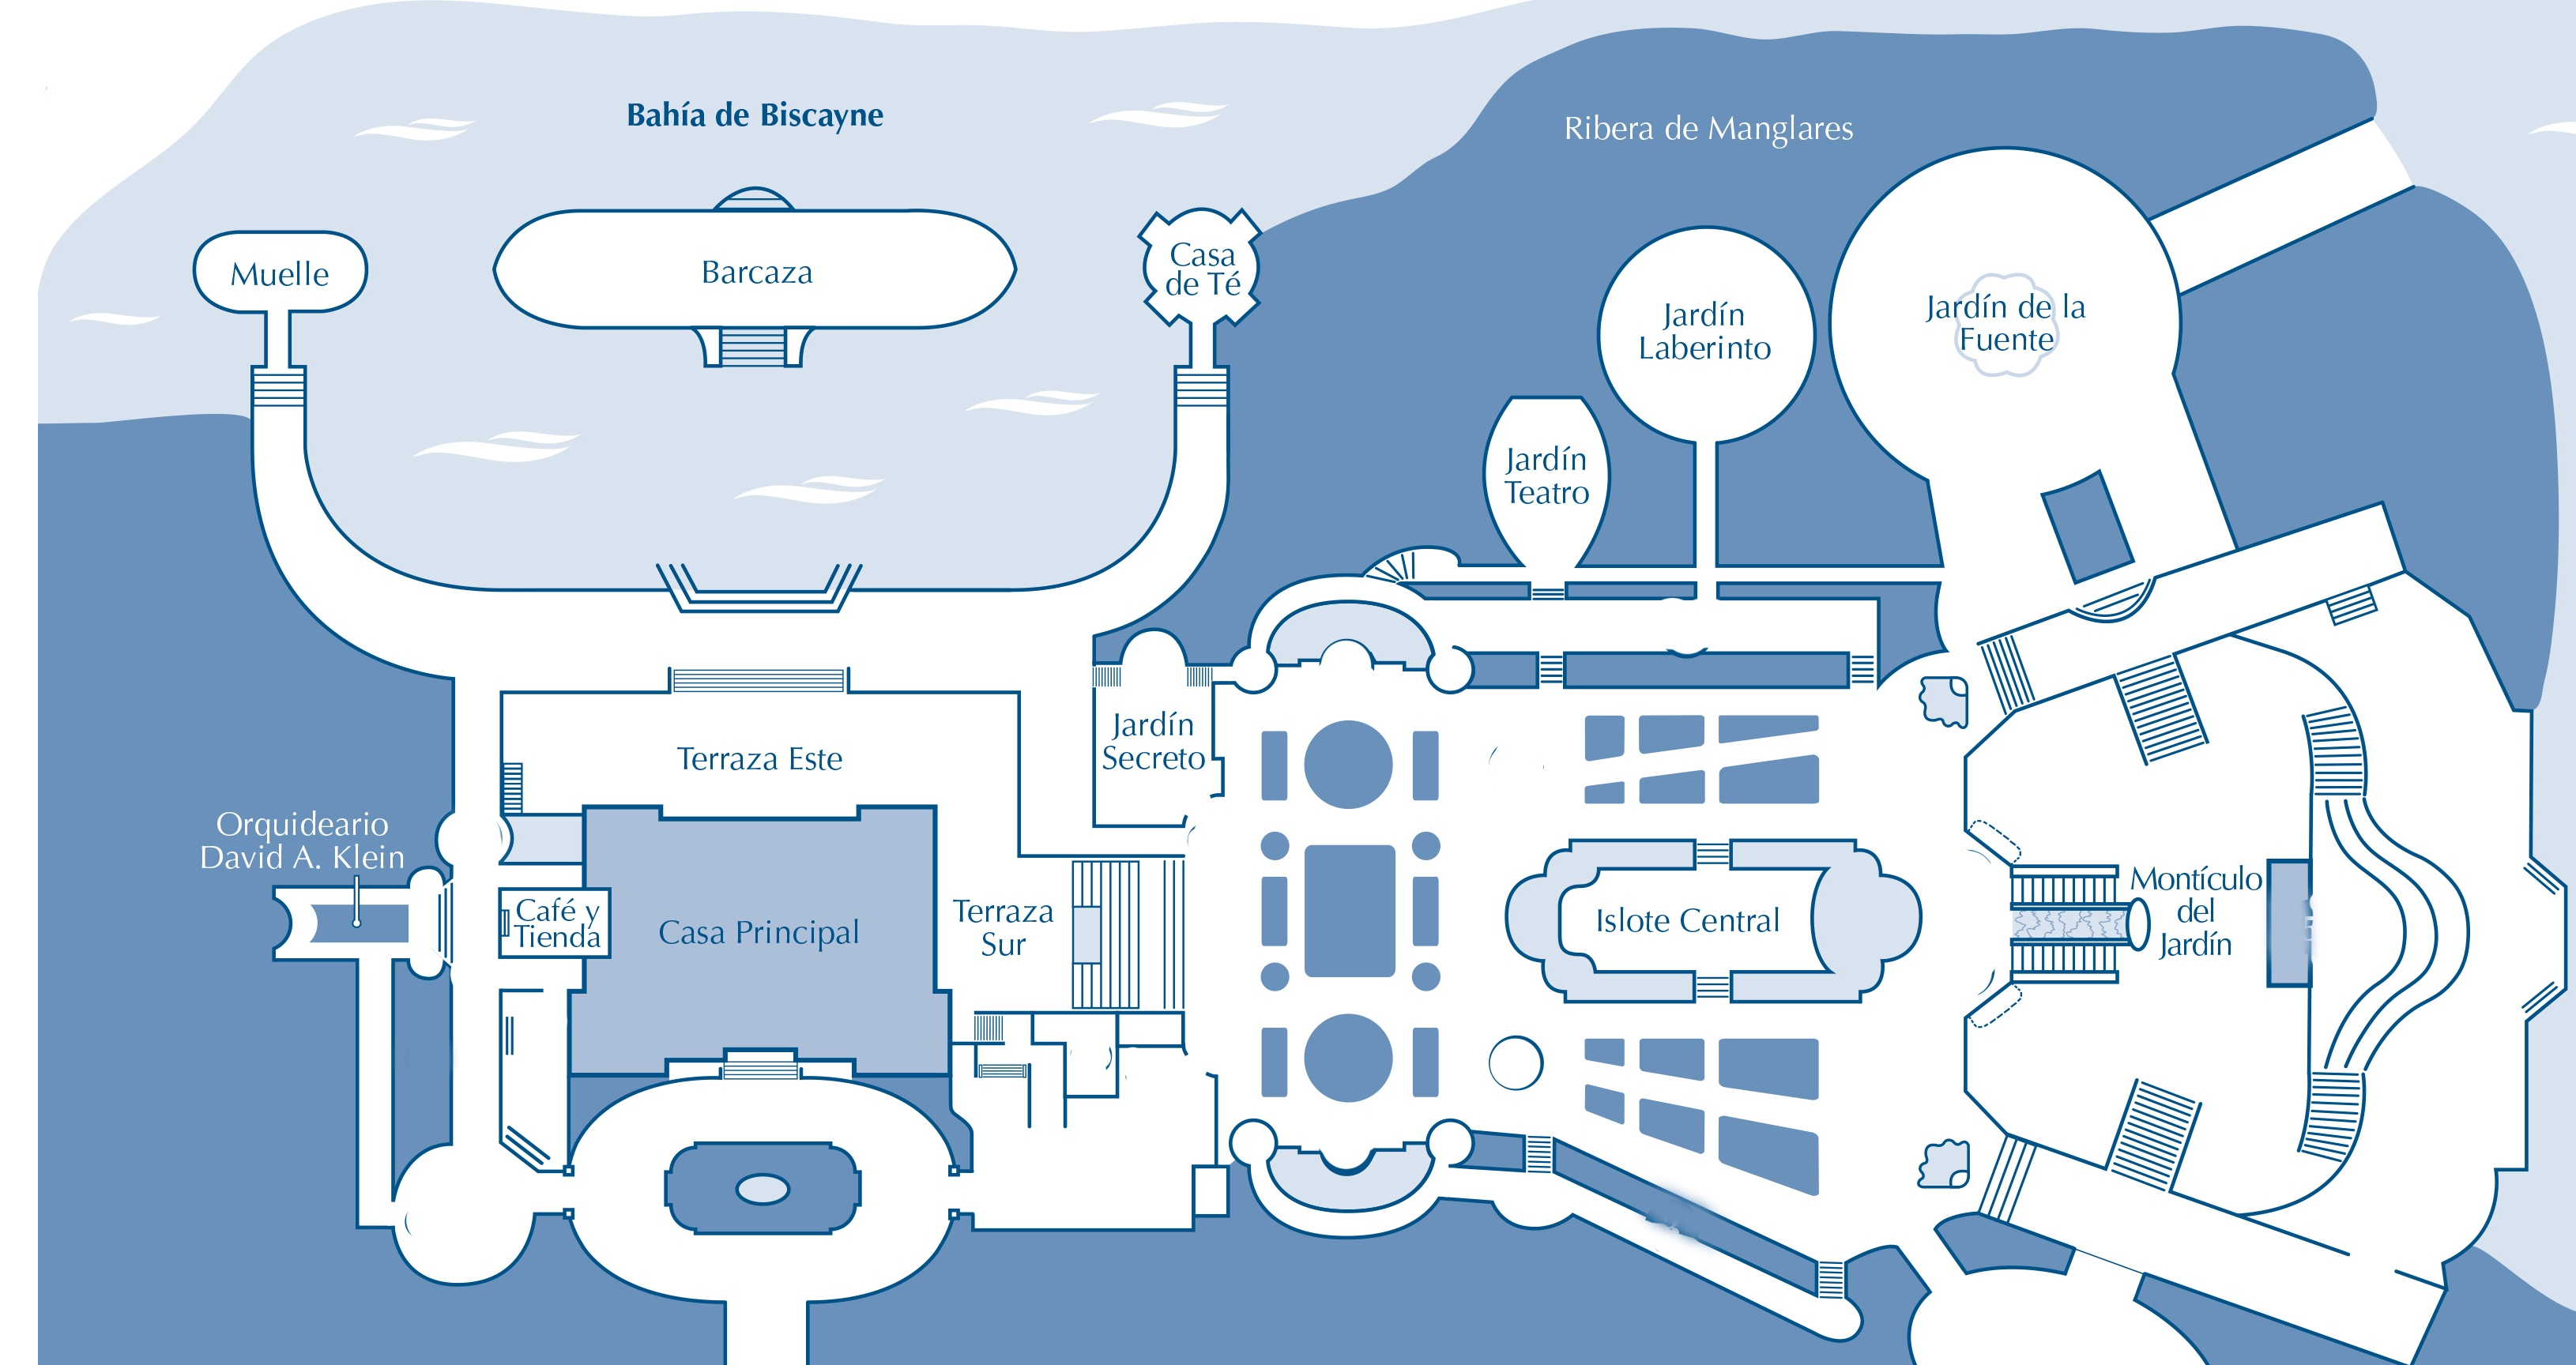 Bahía de Biscayne
Ribera de Manglares
Muelle
Barcaza
Casa
de Té
Jardín
Laberinto
Jardín de la
Fuente
Jardín
Teatro
Terraza Este
Jardín
Secreto
Orquideario
David A. Klein
Café y
Tienda
Casa Principal
Terraza
Sur
Islote Central
Montículo
del
Jardín